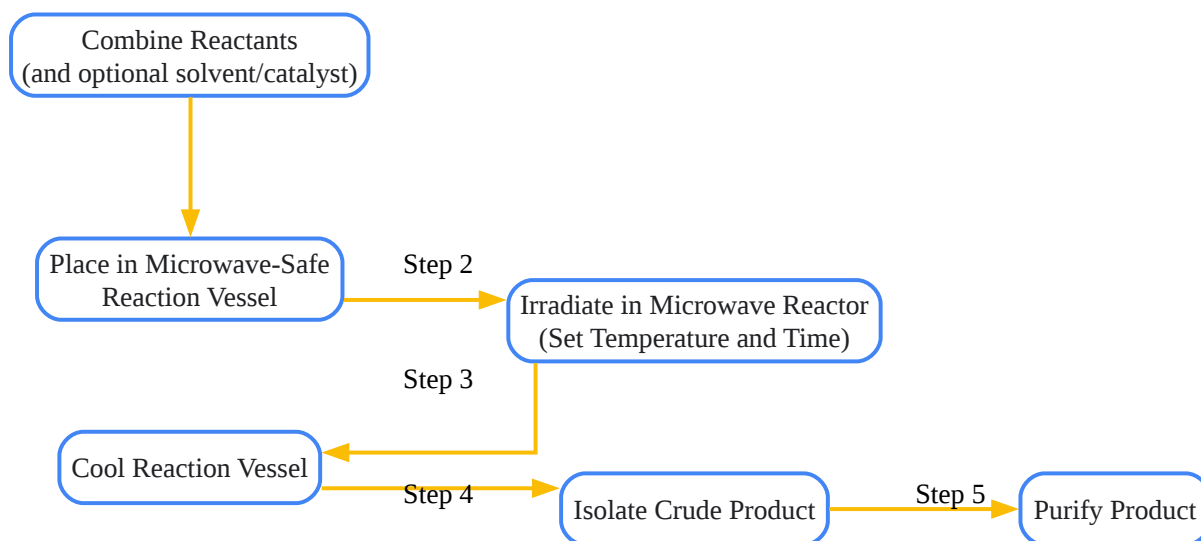 Combine Reactants
(and optional solvent/catalyst)
Place in Microwave-Safe
Reaction Vessel
Step 2
Irradiate in Microwave Reactor
(Set Temperature and Time)
Step 3
Cool Reaction Vessel
Step 4
Isolate Crude Product
Step 5
Purify Product